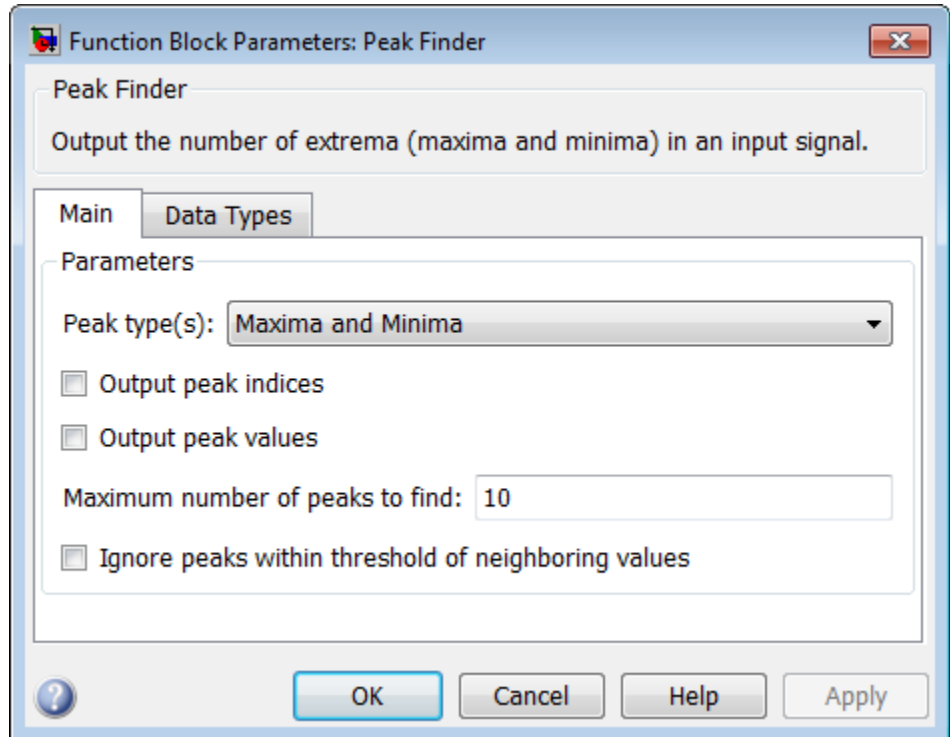 Function Block Parameters: Peak Finder
Peak Finder
Output the number of extrema (maxima and minima) in an input signal.
Main Data Types
Parameters
Peak type(s): Maxima and Minima
Output peak indices
Output peak values
Maximum number of peaks to find: 10
Ignore peaks within threshold of neighboring values
? OK Cancel Help Apply